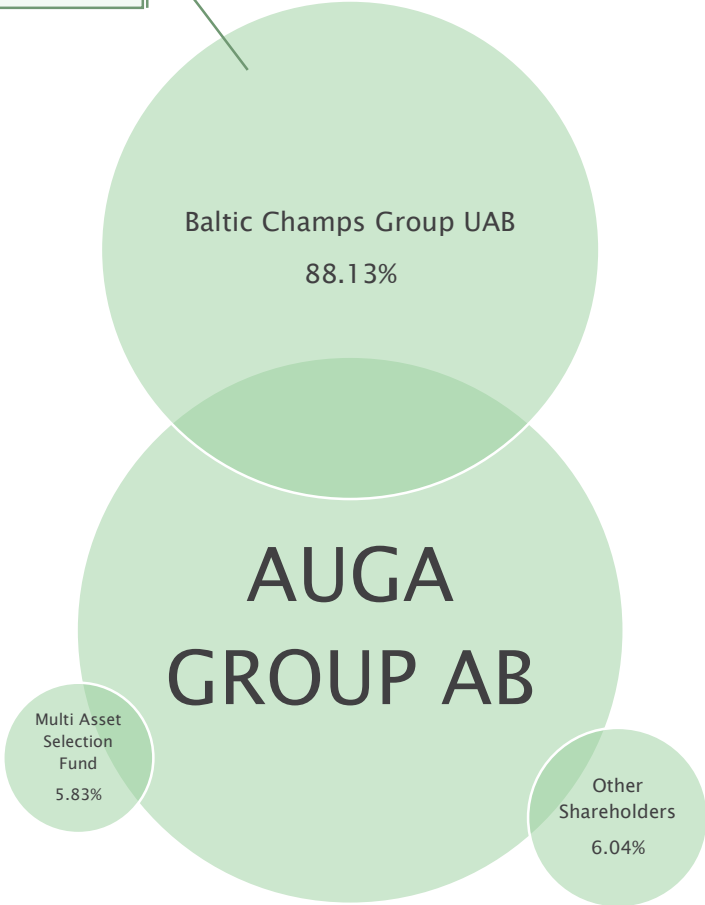 Baltic Champs Group UAB
88.13%
AUGA
GROUP AB
Multi Asset
Selection
Fund
5.83%
Other
Shareholders
6.04%